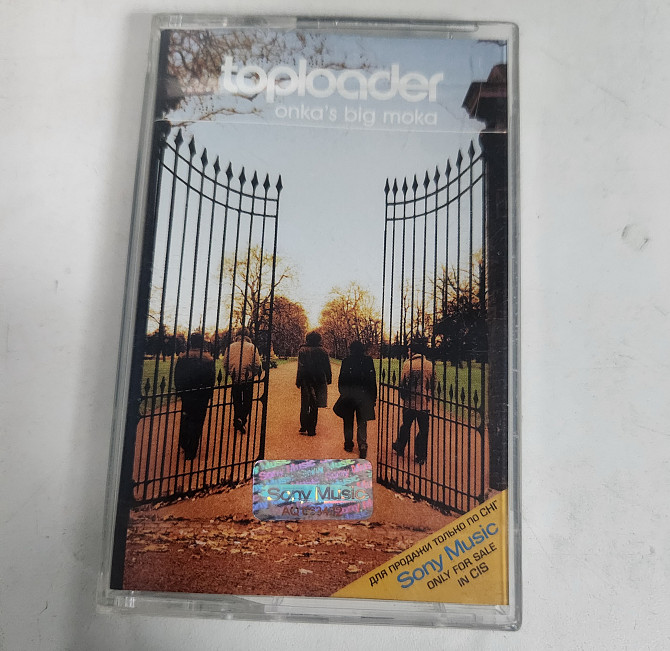 toploader
onka's big moka
Sony Music
ДЛЯ ПРОДАЖИ ТОЛЬКО ПО СНГ
Sony Music
ONLY FOR SALE
IN CIS